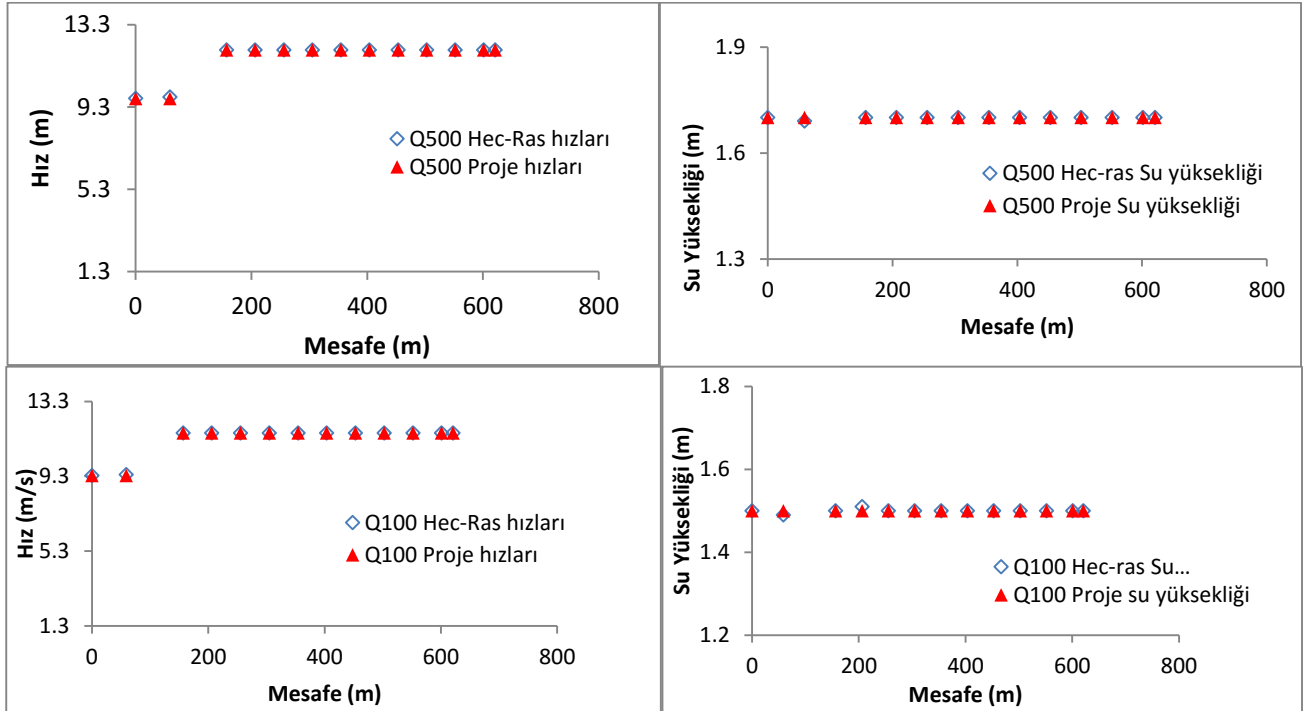 13.3
9.3
5.3
1.3
Hız (m)
0
200
400
600
800
Mesafe (m)
Q500 Hec-Ras hızları
Q500 Proje hızları
1.9
1.6
1.3
Su Yüksekliği (m)
0
200
400
600
800
Mesafe (m)
Q500 Hec-ras Su yüksekliği
Q500 Proje Su yüksekliği
13.3
9.3
5.3
1.3
Hız (m/s)
0
200
400
600
800
Mesafe (m)
Q100 Hec-Ras hızları
Q100 Proje hızları
1.8
1.6
1.4
1.2
Su Yüksekliği (m)
0
200
400
600
800
Mesafe (m)
Q100 Hec-ras Su...
Q100 Proje su yüksekliği